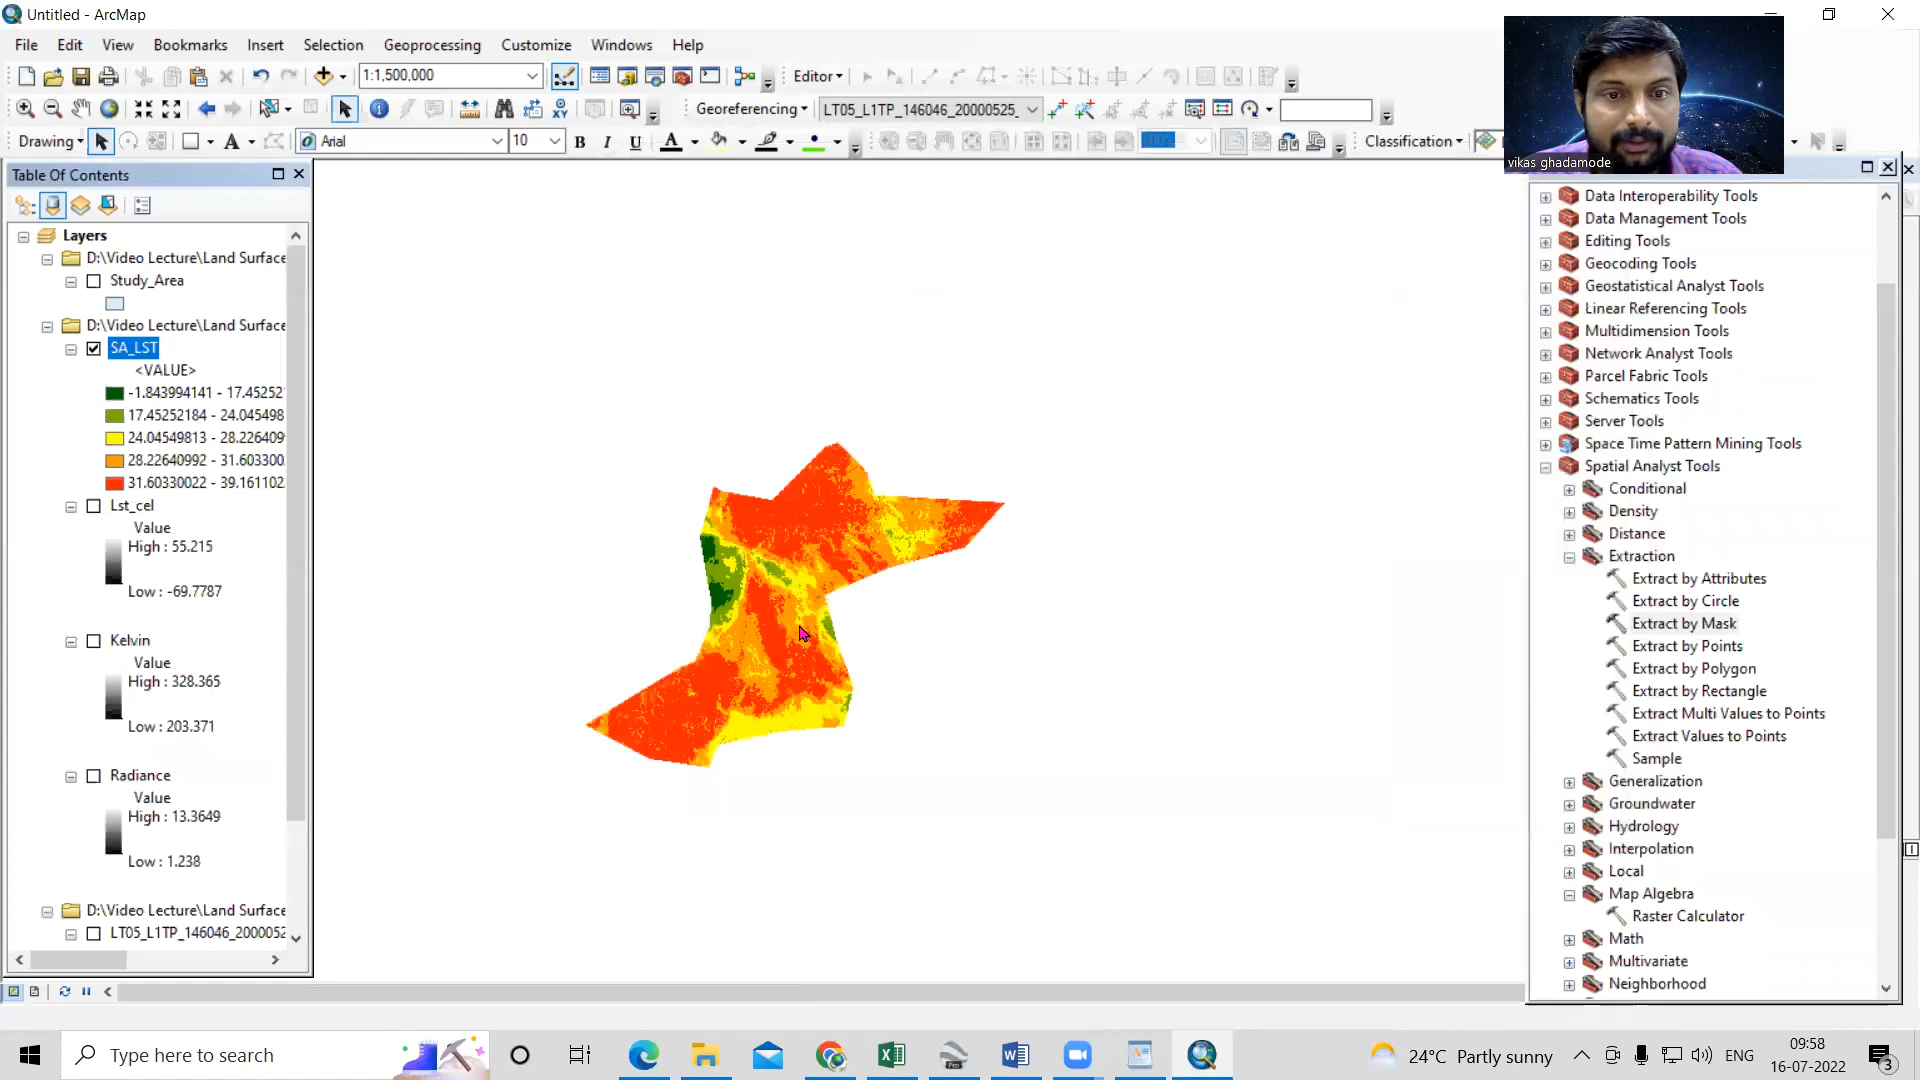 Untitled - ArcMap
File Edit View Bookmarks Insert Selection Geoprocessing Customize Windows Help
1:1,500,000
Editor
Georeferencing
LT05_L1TP_146046_20000525_
Drawing
A
Arial
10
B I U A
100%
Classification
vikas ghadamode
Table Of Contents
Layers
D:\Video Lecture\Land Surface
Study_Area
D:\Video Lecture\Land Surface
SA_LST
<VALUE>
-1.843994141 - 17.45252
17.45252184 - 24.045498
24.04549813 - 28.226409
28.22640992 - 31.603300
31.60330022 - 39.161102
Lst_cel
Value
High : 55.215
Low : -69.7787
Kelvin
Value
High : 328.365
Low : 203.371
Radiance
Value
High : 13.3649
Low : 1.238
D:\Video Lecture\Land Surface
LT05_L1TP_146046_2000052
Data Interoperability Tools
Data Management Tools
Editing Tools
Geocoding Tools
Geostatistical Analyst Tools
Linear Referencing Tools
Multidimension Tools
Network Analyst Tools
Parcel Fabric Tools
Schematics Tools
Server Tools
Space Time Pattern Mining Tools
Spatial Analyst Tools
Conditional
Density
Distance
Extraction
Extract by Attributes
Extract by Circle
Extract by Mask
Extract by Points
Extract by Polygon
Extract by Rectangle
Extract Multi Values to Points
Extract Values to Points
Sample
Generalization
Groundwater
Hydrology
Interpolation
Local
Map Algebra
Raster Calculator
Math
Multivariate
Neighborhood
Type here to search
24°C Partly sunny
ENG
09:58
16-07-2022
3